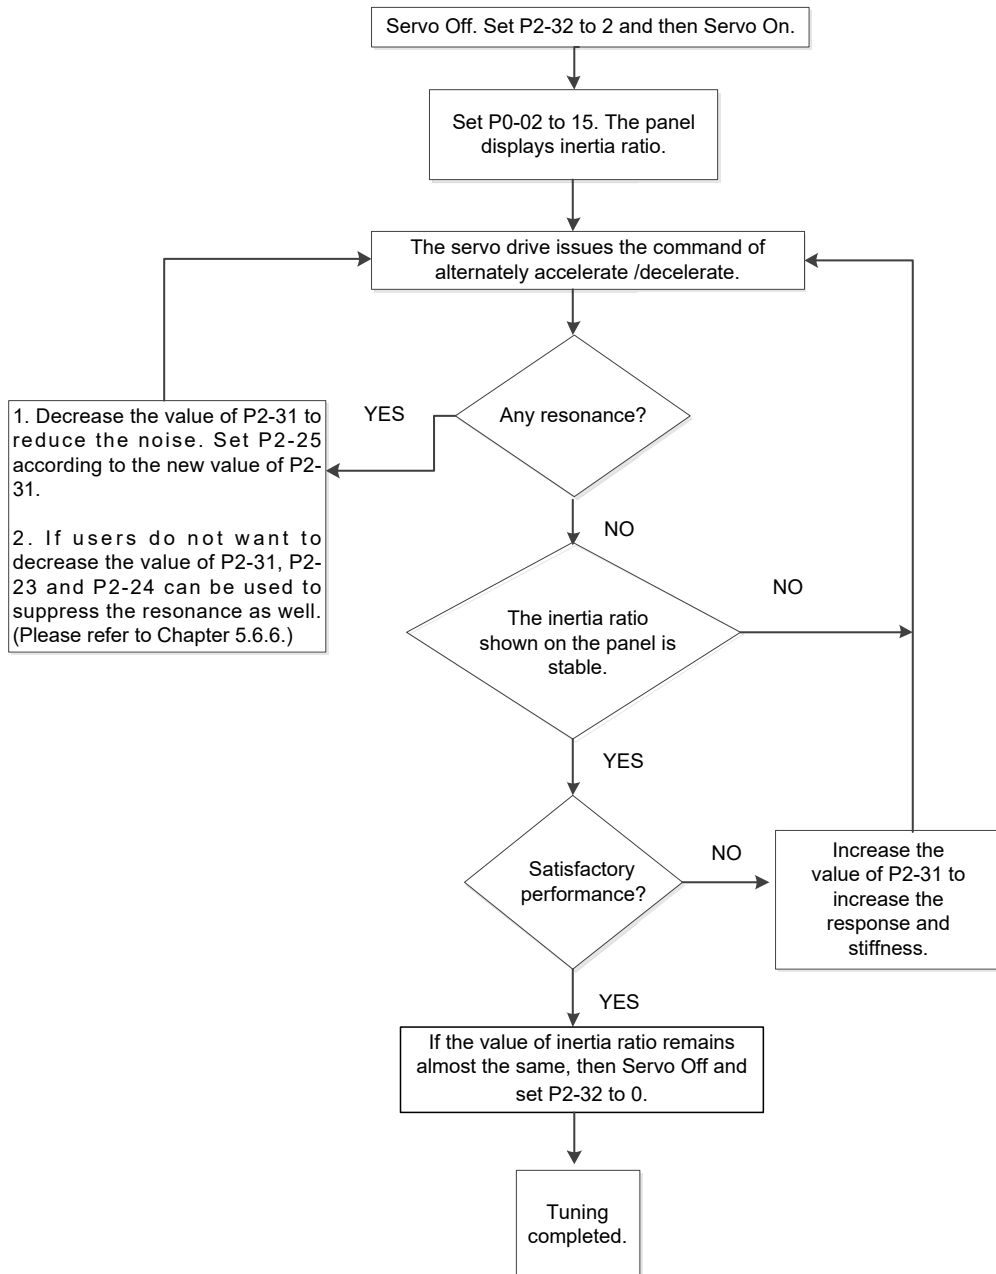 Servo Off. Set P2-32 to 2 and then Servo On.
Set P0-02 to 15. The panel
displays inertia ratio.
The servo drive issues the command of
alternately accelerate /decelerate.
Any resonance?
YES
1. Decrease the value of P2-31 to
reduce the noise. Set P2-25
according to the new value of P2-
31.
2. If users do not want to
decrease the value of P2-31, P2-
23 and P2-24 can be used to
suppress the resonance as well.
(Please refer to Chapter 5.6.6.)
NO
The inertia ratio
shown on the panel is
stable.
NO
YES
Satisfactory
performance?
NO
Increase the
value of P2-31 to
increase the
response and
stiffness.
YES
If the value of inertia ratio remains
almost the same, then Servo Off and
set P2-32 to 0.
Tuning
completed.